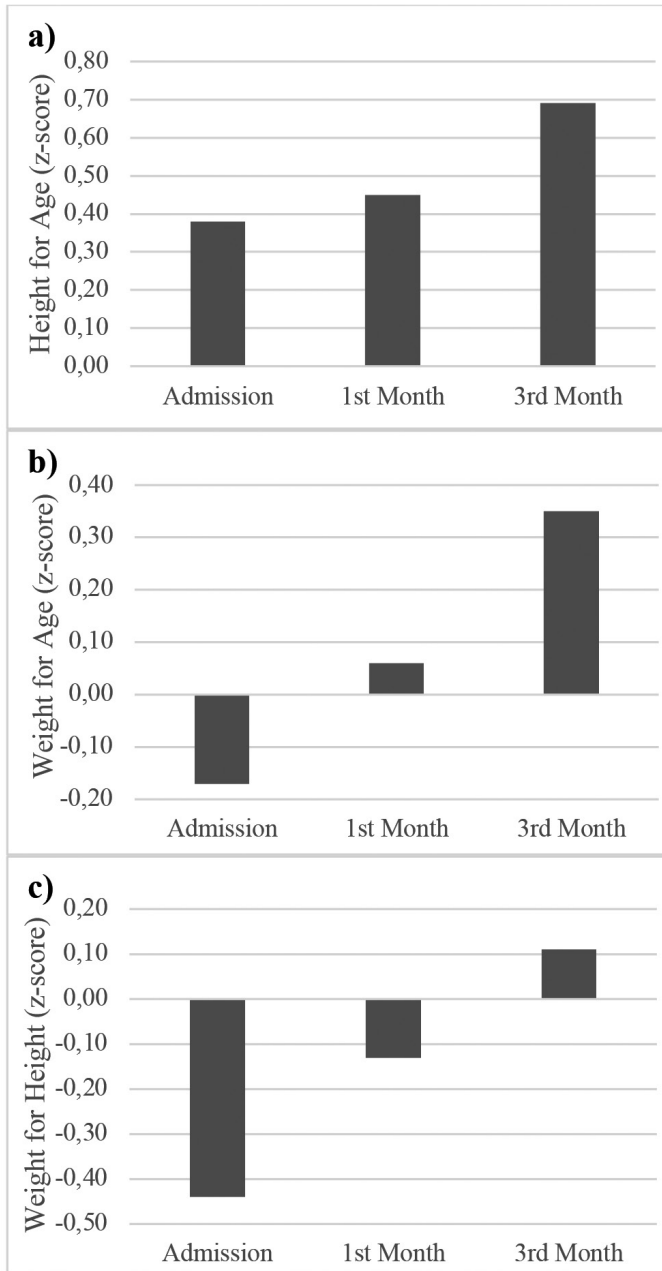 a)
Height for Age (z-score)
0,80
0,70
0,60
0,50
0,40
0,30
0,20
0,10
0,00
Admission 1st Month 3rd Month
b)
Weight for Age (z-score)
0,40
0,30
0,20
0,10
0,00
-0,10
-0,20
Admission 1st Month 3rd Month
c)
Weight for Height (z-score)
0,20
0,10
0,00
-0,10
-0,20
-0,30
-0,40
-0,50
Admission 1st Month 3rd Month